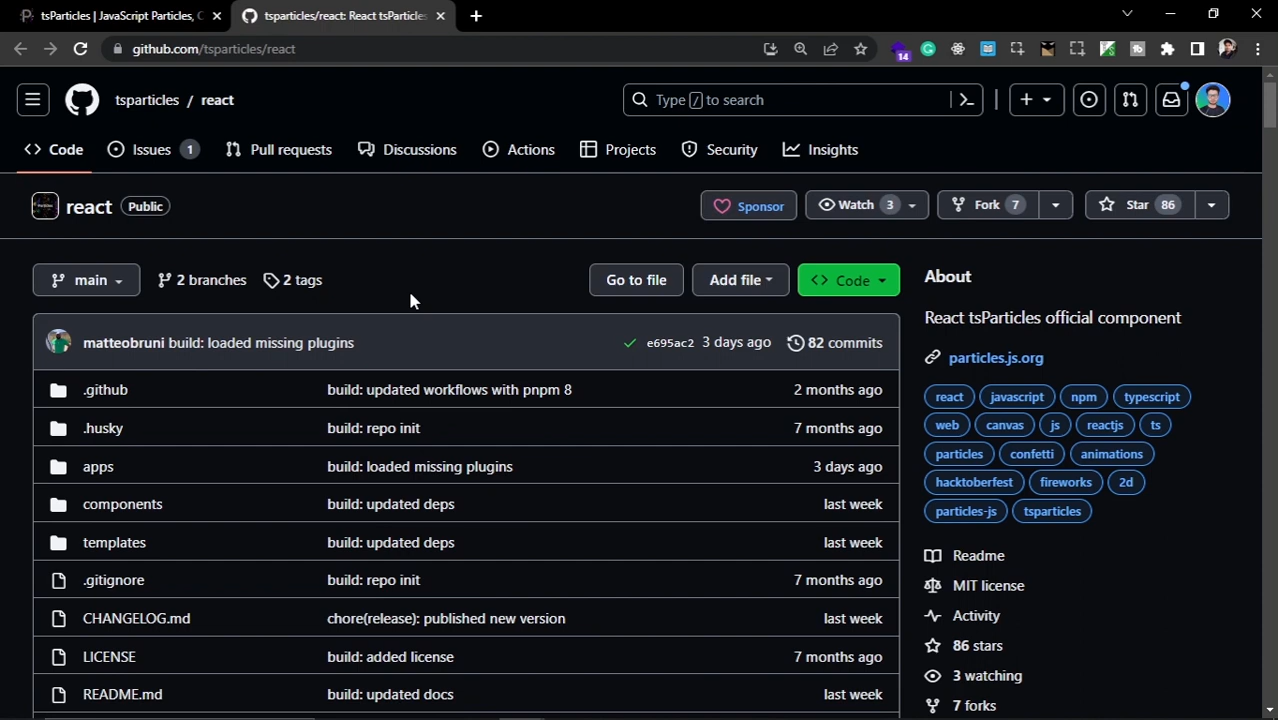 tsParticles | JavaScript Particles, C
tsparticles/react: React tsParticles
github.com/tsparticles/react
14
tsparticles / react
Type / to search
Code
Issues 1
Pull requests
Discussions
Actions
Projects
Security
Insights
react Public
Sponsor
Watch 3
Fork 7
Star 86
main
2 branches
2 tags
Go to file
Add file
Code
matteobruni build: loaded missing plugins e695ac2 3 days ago 82 commits
.github build: updated workflows with pnpm 8 2 months ago
.husky build: repo init 7 months ago
apps build: loaded missing plugins 3 days ago
components build: updated deps last week
templates build: updated deps last week
.gitignore build: repo init 7 months ago
CHANGELOG.md chore(release): published new version last week
LICENSE build: added license 7 months ago
README.md build: updated docs last week
About
React tsParticles official component
particles.js.org
react javascript npm typescript
web canvas js reactjs ts
particles confetti animations
hacktoberfest fireworks 2d
particles-js tsparticles
Readme
MIT license
Activity
86 stars
3 watching
7 forks